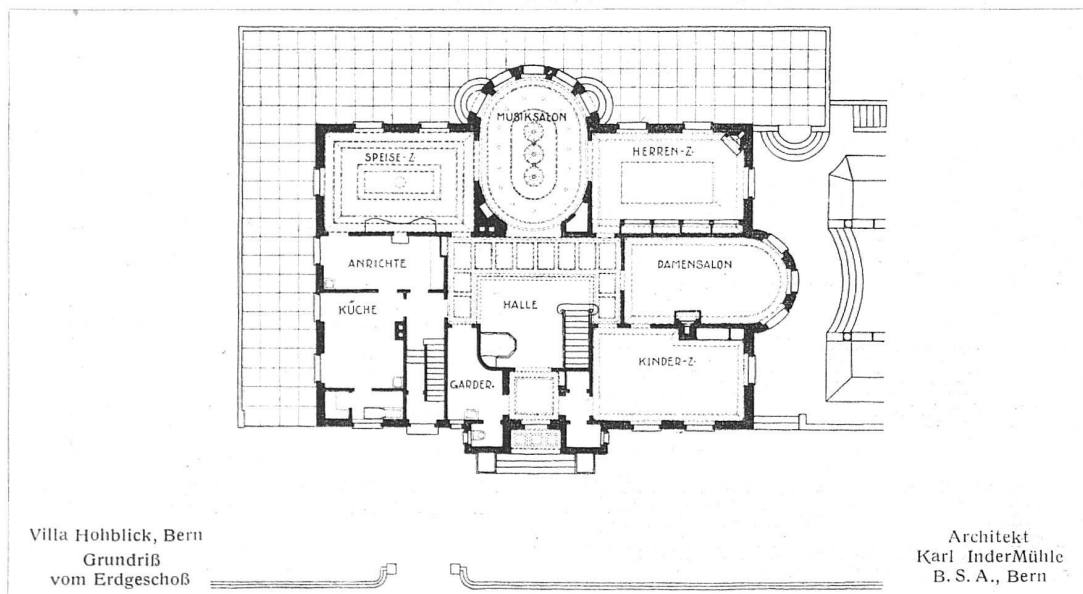 MUSIKSALON
SPEISE-Z.
HERREN-Z.
ANRICHTE
DAMENSALON
KÜCHE
HALLE
KINDER-Z.
GARDER.
Villa Hohblick, Bern
Grundriß
vom Erdgeschoß
Architekt
Karl InderMühle
B. S. A., Bern